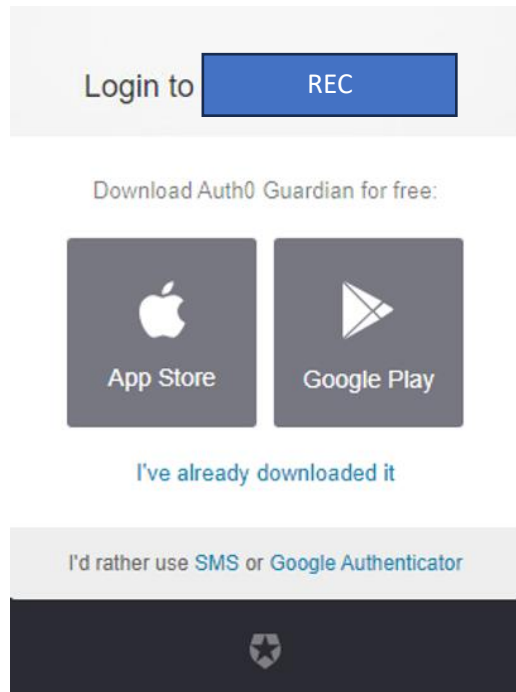 Login to REC
Download Auth0 Guardian for free:
App Store Google Play
I've already downloaded it
I'd rather use SMS or Google Authenticator